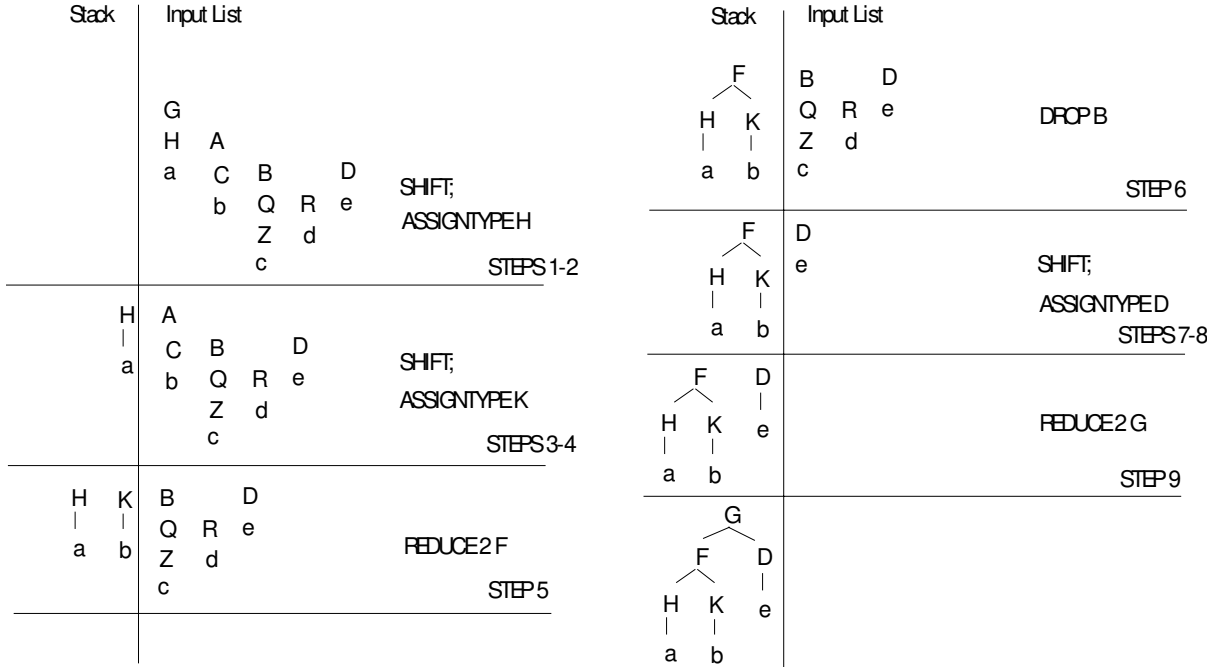 Stack Input List
G
H A
a C B D
b Q R e
Z d
c
SHIFT;
ASSIGNTYPE H
STEPS 1-2
H A
a C B D
b Q R e
Z d
c
SHIFT;
ASSIGNTYPE K
STEPS 3-4
H K B D
Q R e
a b Z d
c
REDUCE 2 F
STEP 5
Stack Input List
F B D
H K Q R e
Z d
a b c
DROP B
STEP 6
F D
H K e
a b
SHIFT;
ASSIGNTYPE D
STEPS 7-8
F D
H K e
a b
REDUCE 2 G
STEP 9
G
F D
H K e
a b